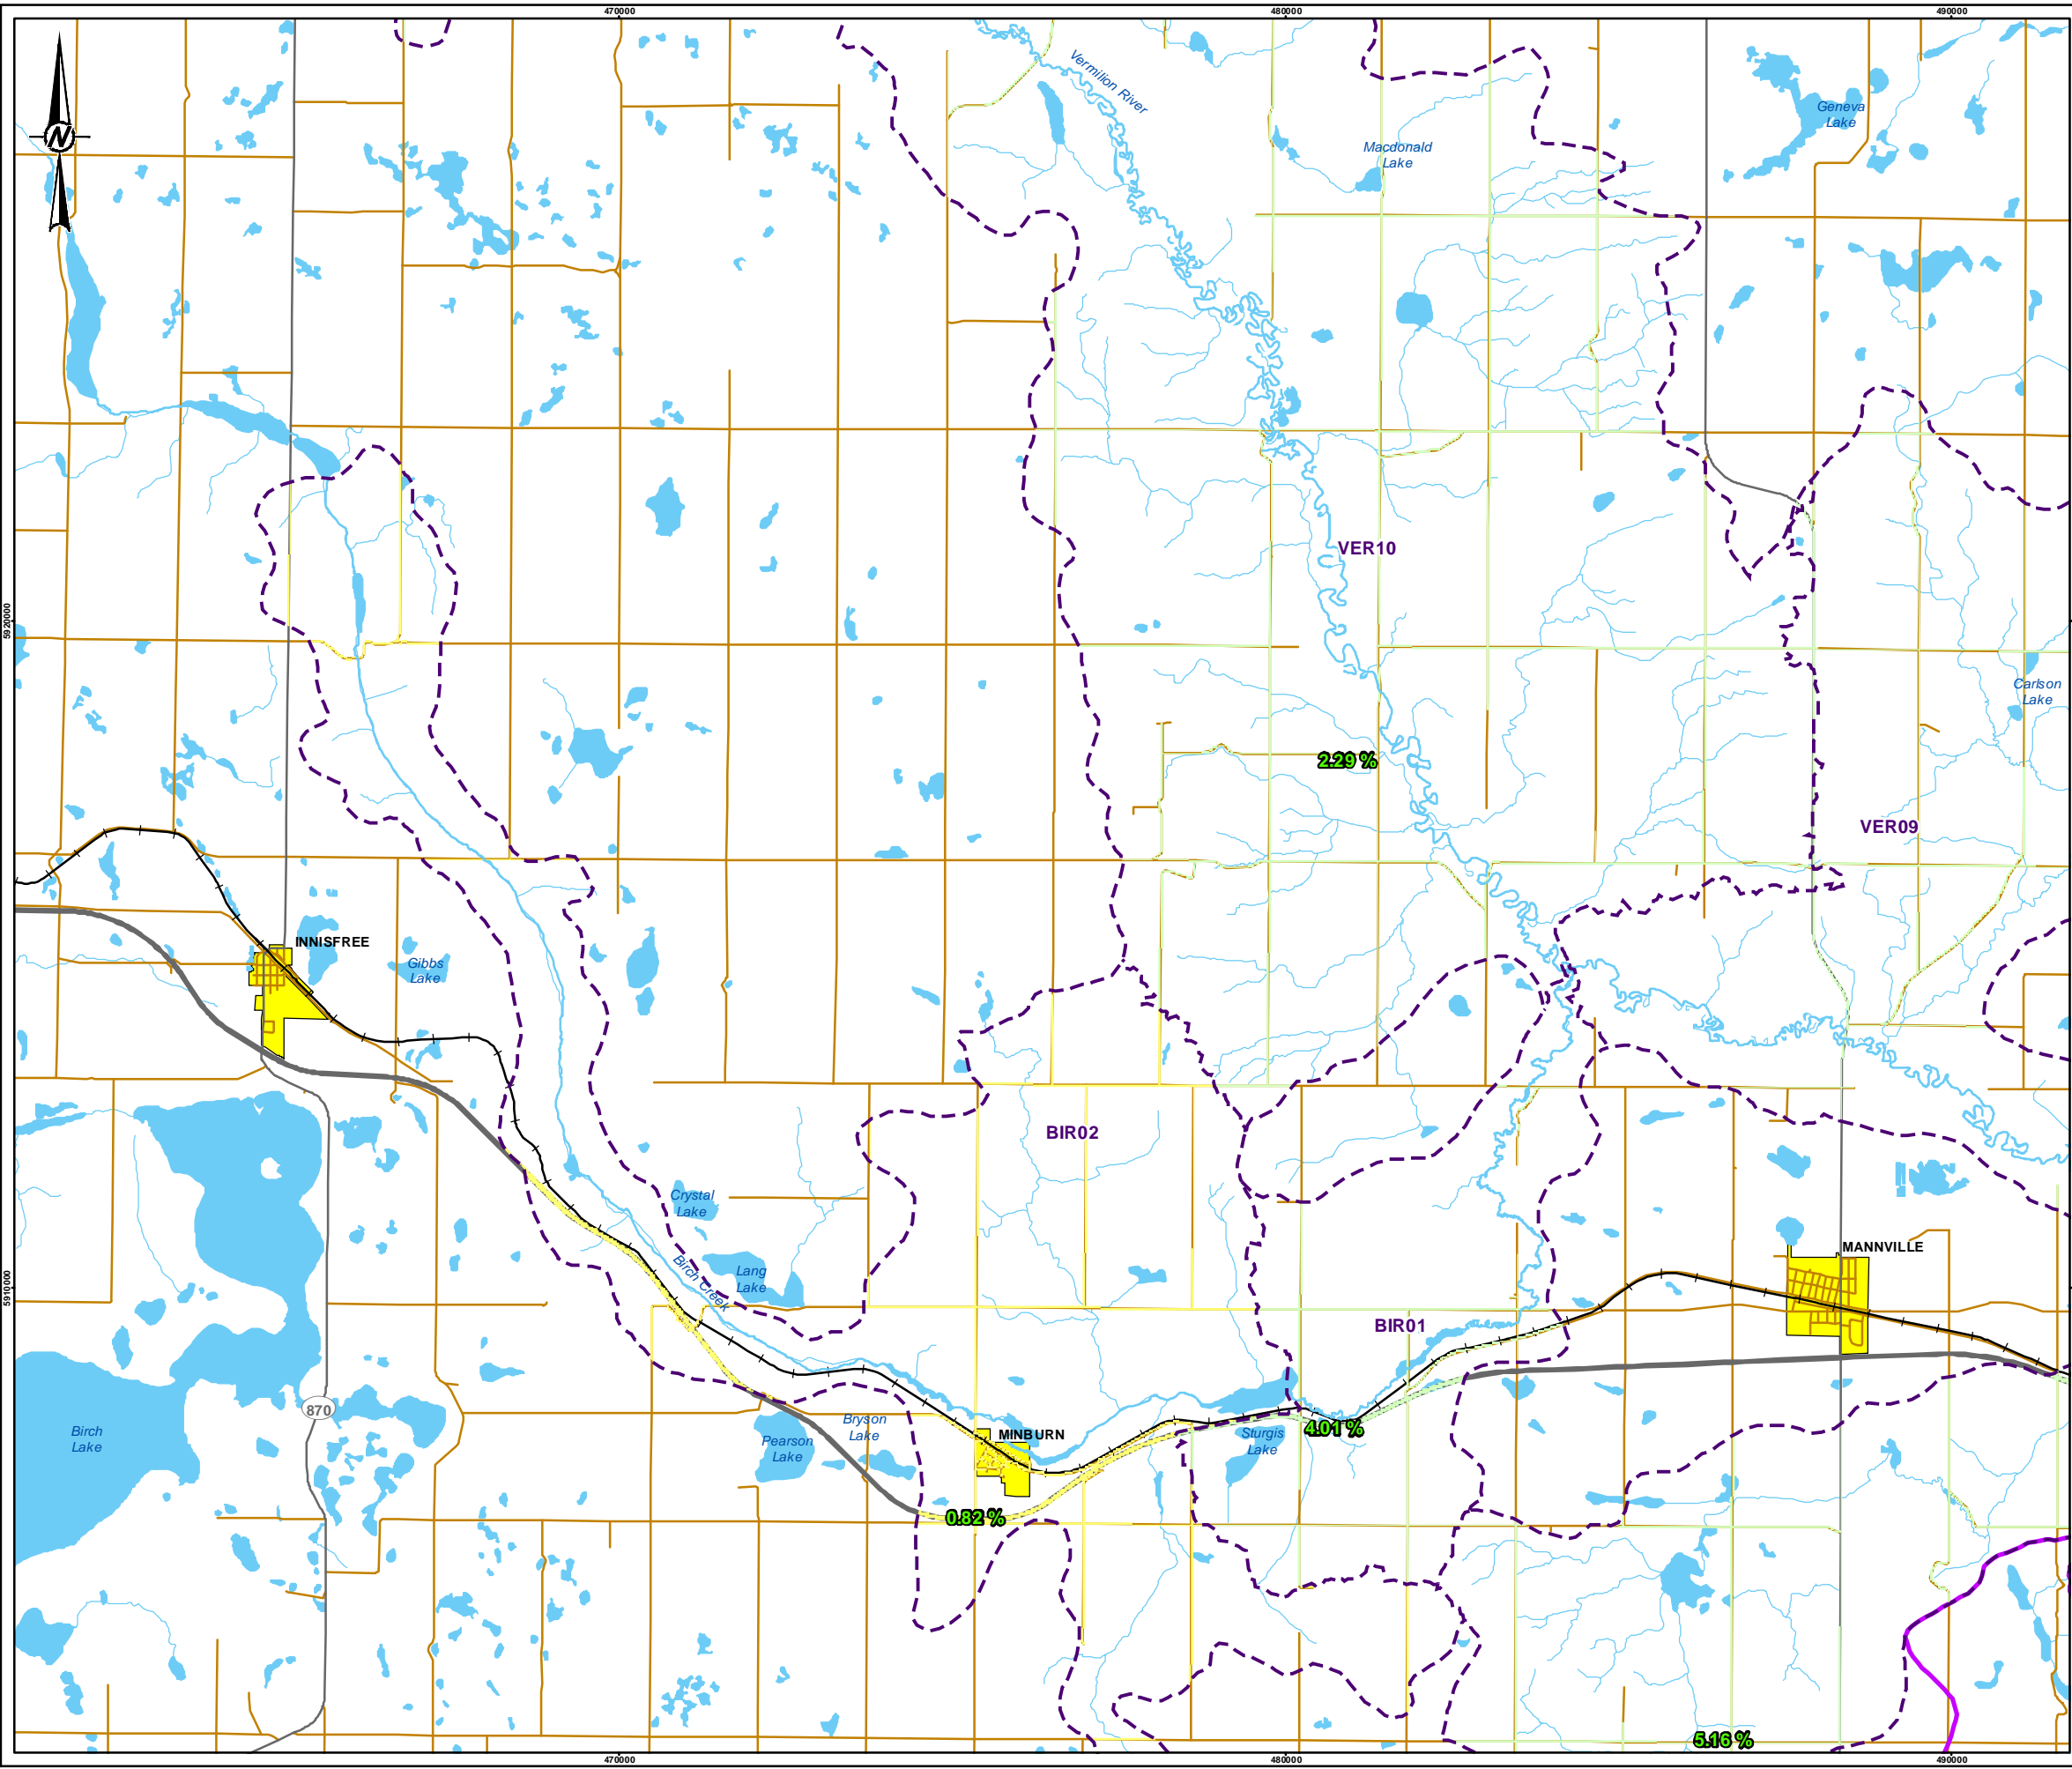 470000
480000
490000
Vermilion River
Geneva
Lake
N
Macdonald
Lake
VER10
5920000
Carlson
Lake
2.29 %
VER09
INNISFREE
Gibbs
Lake
BIR02
Crystal
Lake
MANNVILLE
Lang
Lake
Birch Creek
5910000
BIR01
870
Birch
Lake
Bryson
Lake
Pearson
Lake
MINBURN
Sturgis
Lake
4.01 %
0.82 %
5.16 %
470000
480000
490000